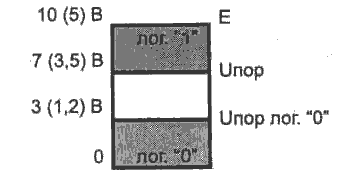 10 (5) В E
лог. "1"
7 (3,5) В
Uпор
3 (1,2) В
Uпор лог. "0"
0 лог. "0"